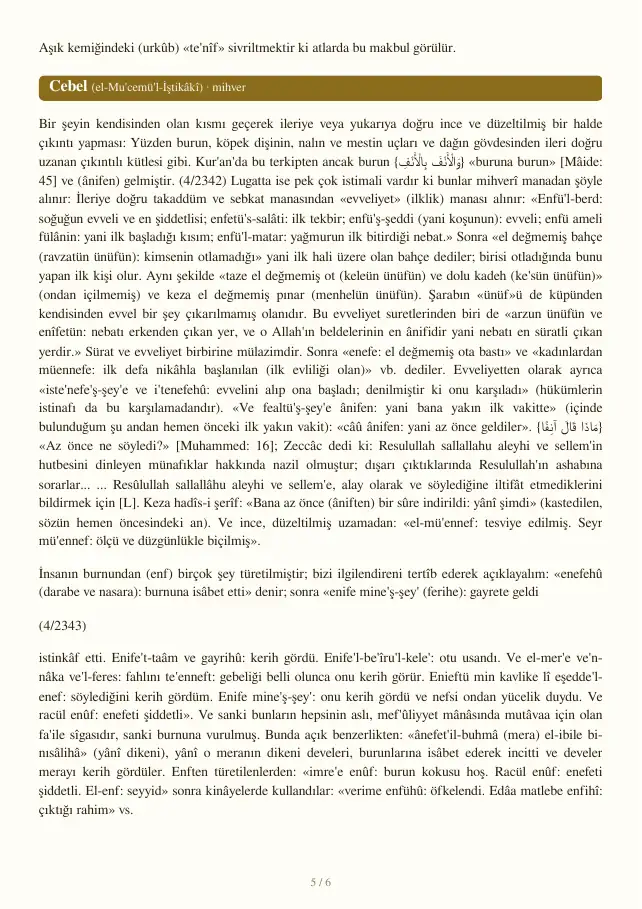 Aşık kemiğindeki (urkûb) «te'nîf» sivriltmektir ki atlarda bu makbul görülür.
Cebel (el-Mu'cemü'l-İştikâkî) · mihver
Bir şeyin kendisinden olan kısmı geçerek ileriye veya yukarıya doğru ince ve düzeltilmiş bir halde
çıkıntı yapması: Yüzden burun, köpek dişinin, nalın ve mestin uçları ve dağın gövdesinden ileri doğru
uzanan çıkıntılı kütlesi gibi. Kur'an'da bu terkipten ancak burun {وَالْأَنْفَ بِالْأَنْفِ} «buruna burun» [Mâide:
45] ve (ânifen) gelmiştir. (4/2342) Lugatta ise pek çok istimali vardır ki bunlar mihverî manadan şöyle
alınır: İleriye doğru takaddüm ve sebkat manasından «evveliyet» (ilklik) manası alınır: «Enfü'l-berd:
soğuğun evveli ve en şiddetlisi; enfetü's-salâti: ilk tekbir; enfü'ş-şeddi (yani koşunun): evveli; enfü ameli
fülânin: yani ilk başladığı kısım; enfü'l-matar: yağmurun ilk bitirdiği nebat.» Sonra «el değmemiş bahçe
(ravzatün ünüfün): kimsenin otlamadığı» yani ilk hali üzere olan bahçe dediler; birisi otladığında bunu
yapan ilk kişi olur. Aynı şekilde «taze el değmemiş ot (keleün ünüfün) ve dolu kadeh (ke'sün ünüfün)»
(ondan içilmemiş) ve keza el değmemiş pınar (menhelün ünüfün). Şarabın «ünüf»ü de küpünden
kendisinden evvel bir şey çıkarılmamış olanıdır. Bu evveliyet suretlerinden biri de «arzun ünüfün ve
enîfetün: nebatı erkenden çıkan yer, ve o Allah'ın beldelerinin en ânifidir yani nebatı en süratli çıkan
yerdir.» Sürat ve evveliyet birbirine mülazimdir. Sonra «enefe: el değmemiş ota bastı» ve «kadınlardan
müennefe: ilk defa nikâhla başlanılan (ilk evliliği olan)» vb. dediler. Evveliyetten olarak ayrıca
«iste'nefe'ş-şey'e ve i'tenefehû: evvelini alıp ona başladı; denilmiştir ki onu karşıladı» (hükümlerin
istinafı da bu karşılamadandır). «Ve fealtü'ş-şey'e ânifen: yani bana yakın ilk vakitte» (içinde
bulunduğum şu andan hemen önceki ilk yakın vakit): «câû ânifen: yani az önce geldiler». {مَاذَا قَالَ آنِفًا}
«Az önce ne söyledi?» [Muhammed: 16]; Zeccâc dedi ki: Resulullah sallallahu aleyhi ve sellem'in
hutbesini dinleyen münafıklar hakkında nazil olmuştur; dışarı çıktıklarında Resulullah'ın ashabına
sorarlar... ... Resûlullah sallallâhu aleyhi ve sellem'e, alay olarak ve söylediğine iltifât etmediklerini
bildirmek için [L]. Keza hadîs-i şerîf: «Bana az önce (âniften) bir sûre indirildi: yânî şimdi» (kastedilen,
sözün hemen öncesindeki an). Ve ince, düzeltilmiş uzamadan: «el-mü'ennef: tesviye edilmiş. Seyr
mü'ennef: ölçü ve düzgünlükle biçilmiş».
İnsanın burnundan (enf) birçok şey türetilmiştir; bizi ilgilendireni tertîb ederek açıklayalım: «enefehû
(darabe ve nasara): burnuna isâbet etti» denir; sonra «enife mine'ş-şey' (ferihe): gayrete geldi
(4/2343)
istinkâf etti. Enife't-taâm ve gayrihû: kerih gördü. Enife'l-be'îru'l-kele': otu usandı. Ve el-mer'e ve'n-
nâka ve'l-feres: fahlını te'enneft: gebeliği belli olunca onu kerih görür. Enieftü min kavlike lî eşedde'l-
enef: söylediğini kerih gördüm. Enife mine'ş-şey': onu kerih gördü ve nefsi ondan yücelik duydu. Ve
racül enûf: enefeti şiddetli». Ve sanki bunların hepsinin aslı, mef'ûliyyet mânâsında mutâvaa için olan
fa'ile sîgasıdır, sanki burnuna vurulmuş. Bunda açık benzerlikten: «ânefet'il-buhmâ (mera) el-ibile bi-
nısâlihâ» (yânî dikeni), yânî o meranın dikeni develeri, burunlarına isâbet ederek incitti ve develer
merayı kerih gördüler. Enften türetilenlerden: «imre'e enûf: burun kokusu hoş. Racül enûf: enefeti
şiddetli. El-enf: seyyid» sonra kinâyelerde kullandılar: «verime enfühû: öfkelendi. Edâa matlebe enfihî:
çıktığı rahim» vs.
5 / 6